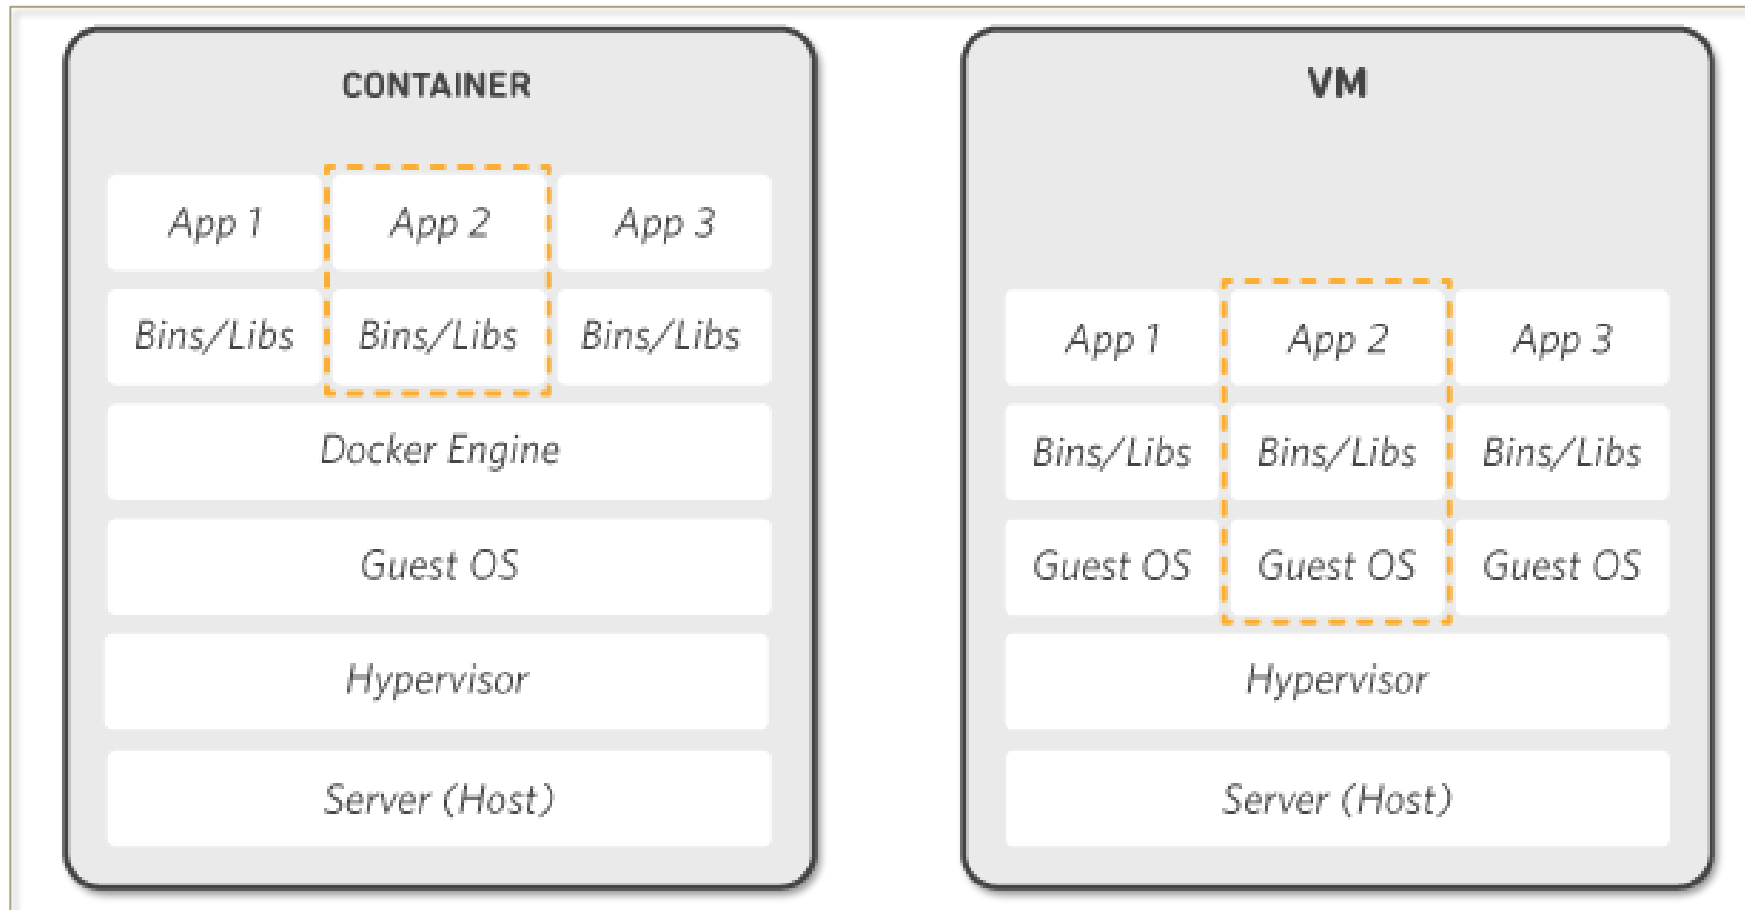 CONTAINER
App 1 App 2 App 3
Bins/Libs Bins/Libs Bins/Libs
Docker Engine
Guest OS
Hypervisor
Server (Host)
VM
App 1 App 2 App 3
Bins/Libs Bins/Libs Bins/Libs
Guest OS Guest OS Guest OS
Hypervisor
Server (Host)